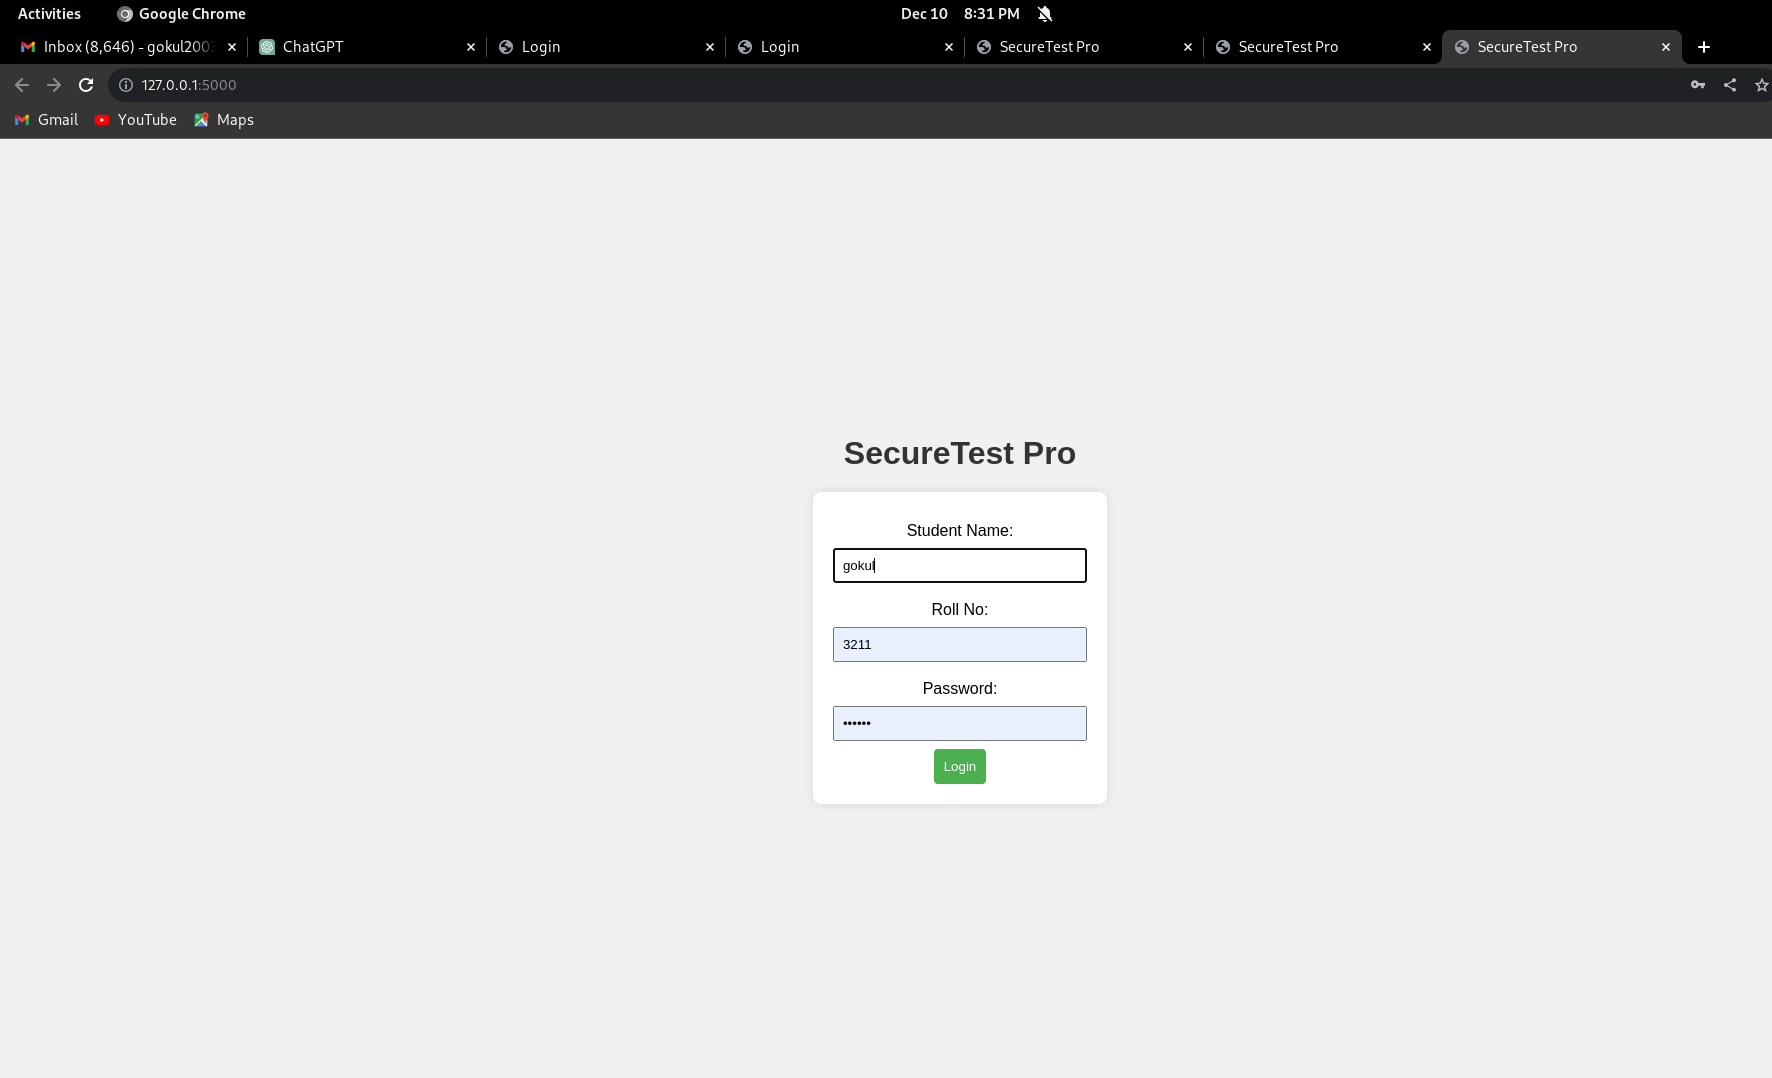 Activities Google Chrome Dec 10 8:31 PM
Inbox (8,646) - gokul2003 ChatGPT Login Login SecureTest Pro SecureTest Pro SecureTest Pro
127.0.0.1:5000
Gmail YouTube Maps
SecureTest Pro
Student Name:
gokul
Roll No:
3211
Password:
••••••
Login